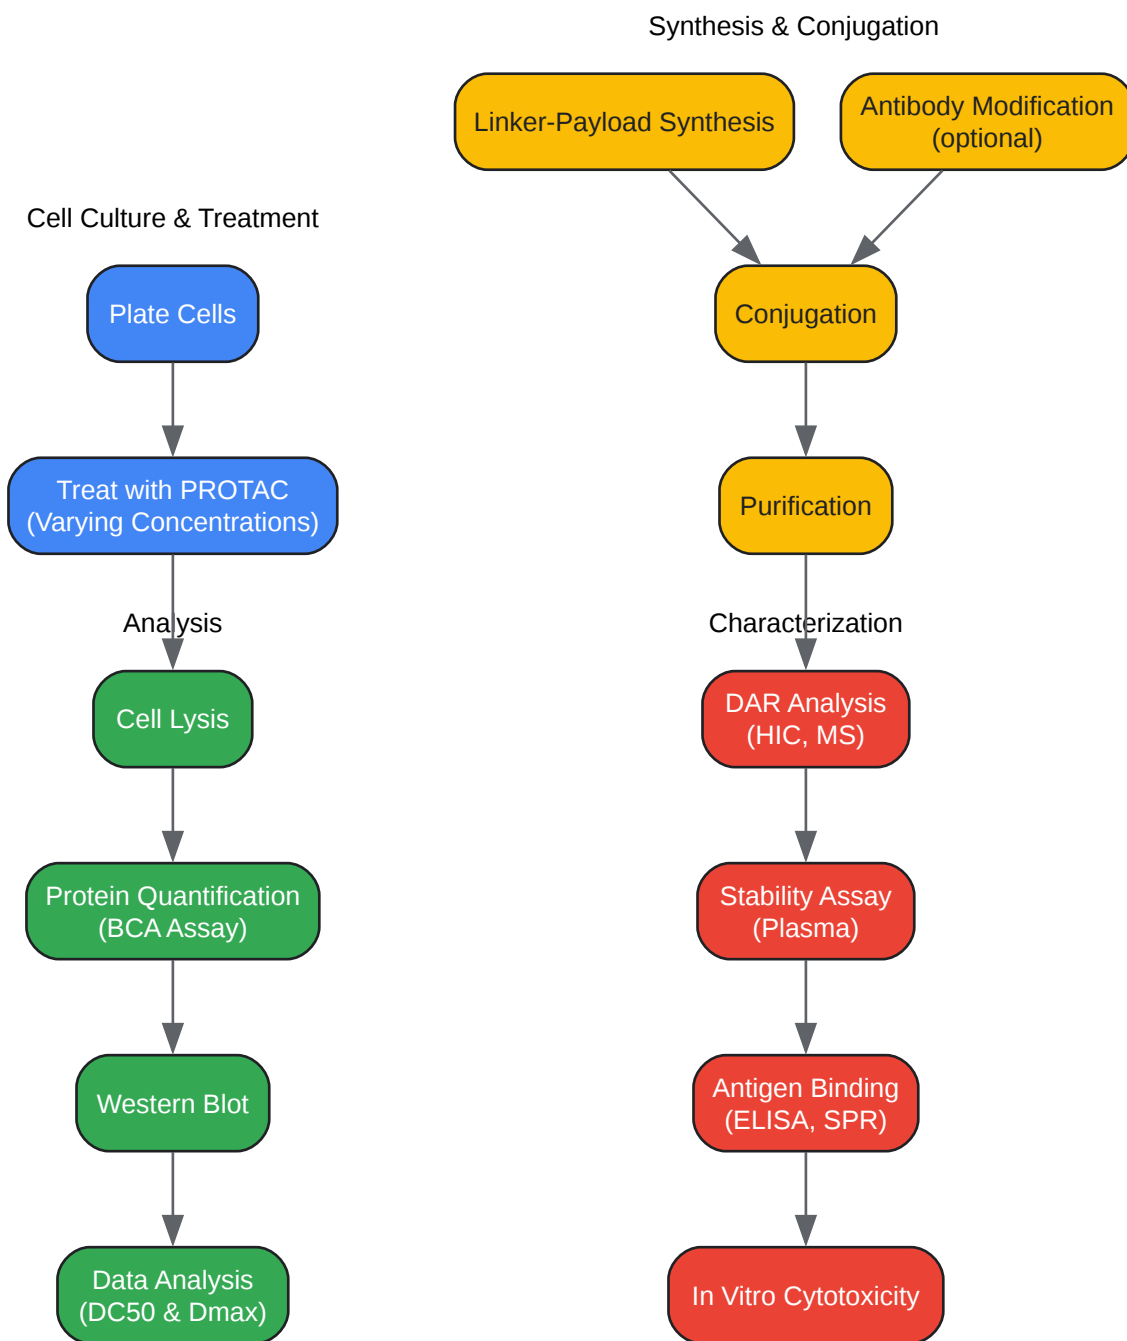 Synthesis & Conjugation
Linker-Payload Synthesis
Antibody Modification
(optional)
Cell Culture & Treatment
Plate Cells
Conjugation
Treat with PROTAC
(Varying Concentrations)
Purification
Analysis
Characterization
Cell Lysis
DAR Analysis
(HIC, MS)
Protein Quantification
(BCA Assay)
Stability Assay
(Plasma)
Western Blot
Antigen Binding
(ELISA, SPR)
Data Analysis
(DC50 & Dmax)
In Vitro Cytotoxicity